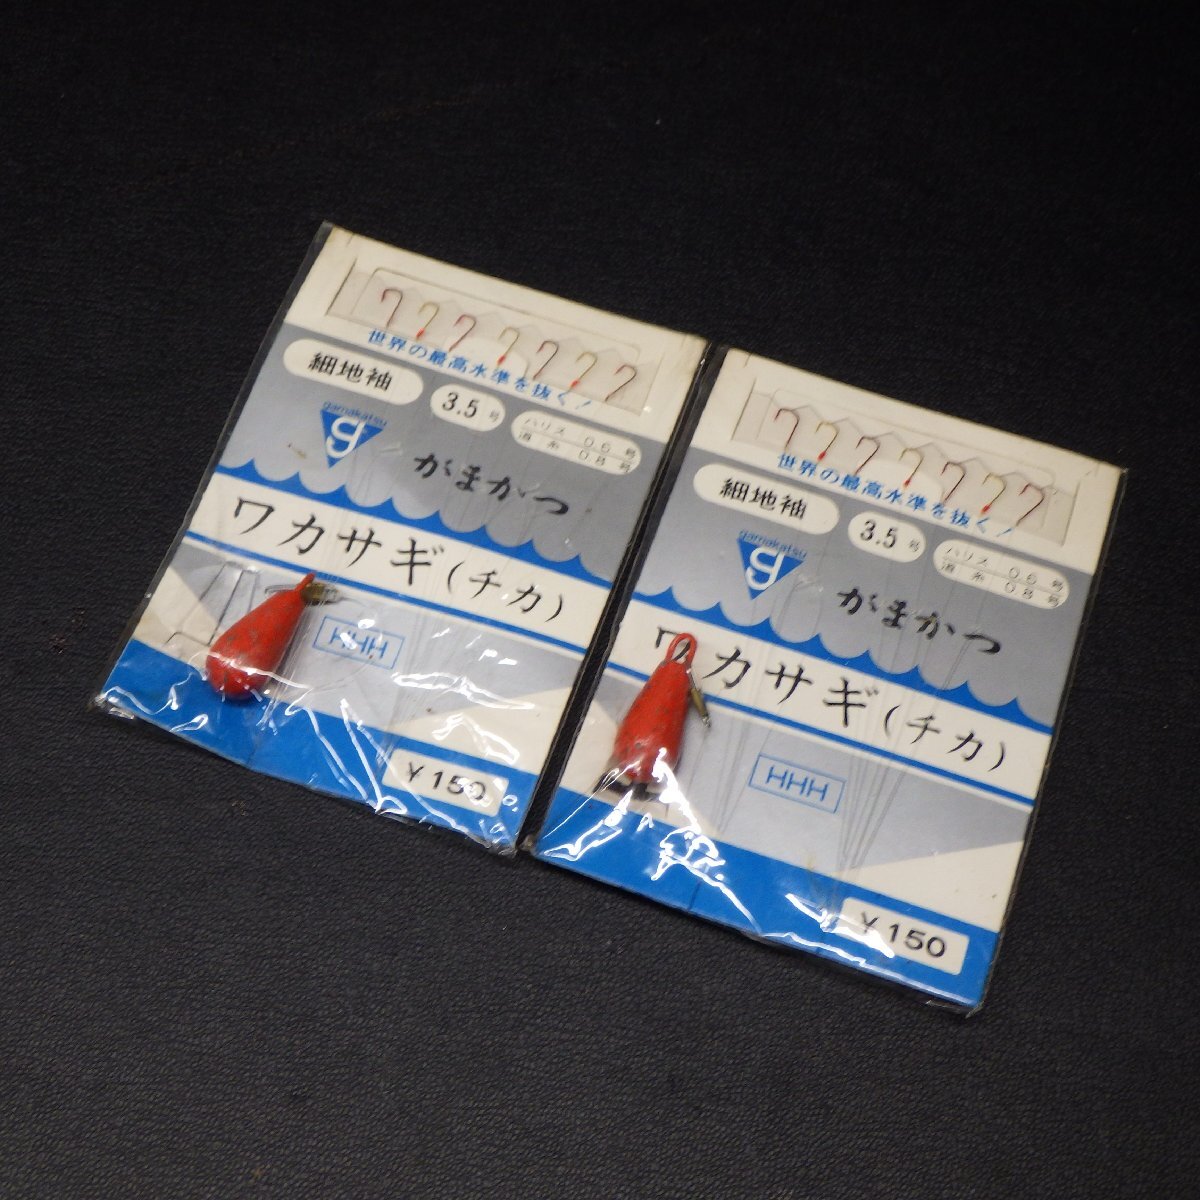 世界の最高水準を抜く!
細地袖
3.5号
ハリス 0.6号
道糸 0.8号
gamakatsu
g
がまかつ
ワカサギ(チカ)
HHH
¥150
世界の最高水準を抜く!
細地袖
3.5号
ハリス 0.6号
道糸 0.8号
gamakatsu
g
がまかつ
ワカサギ(チカ)
HHH
¥150